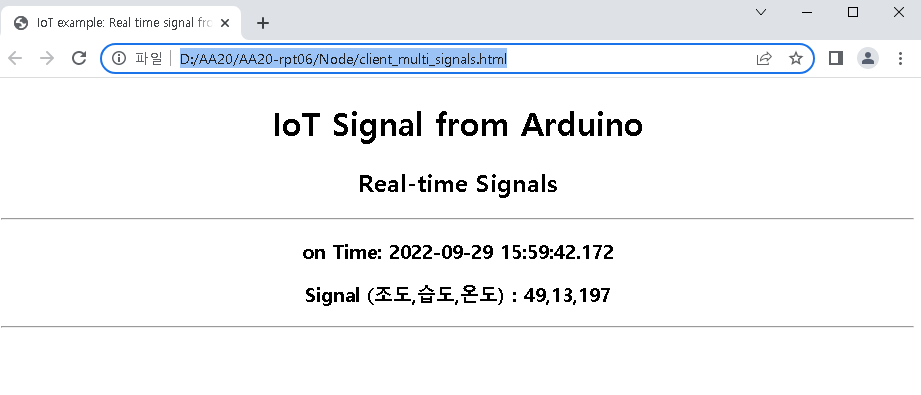 IoT example: Real time signal fro
파일
D:/AA20/AA20-rpt06/Node/client_multi_signals.html
IoT Signal from Arduino
Real-time Signals
on Time: 2022-09-29 15:59:42.172
Signal (조도,습도,온도) : 49,13,197